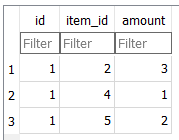 id item_id amount
Filter Filter Filter
1 1 2 3
2 1 4 1
3 1 5 2